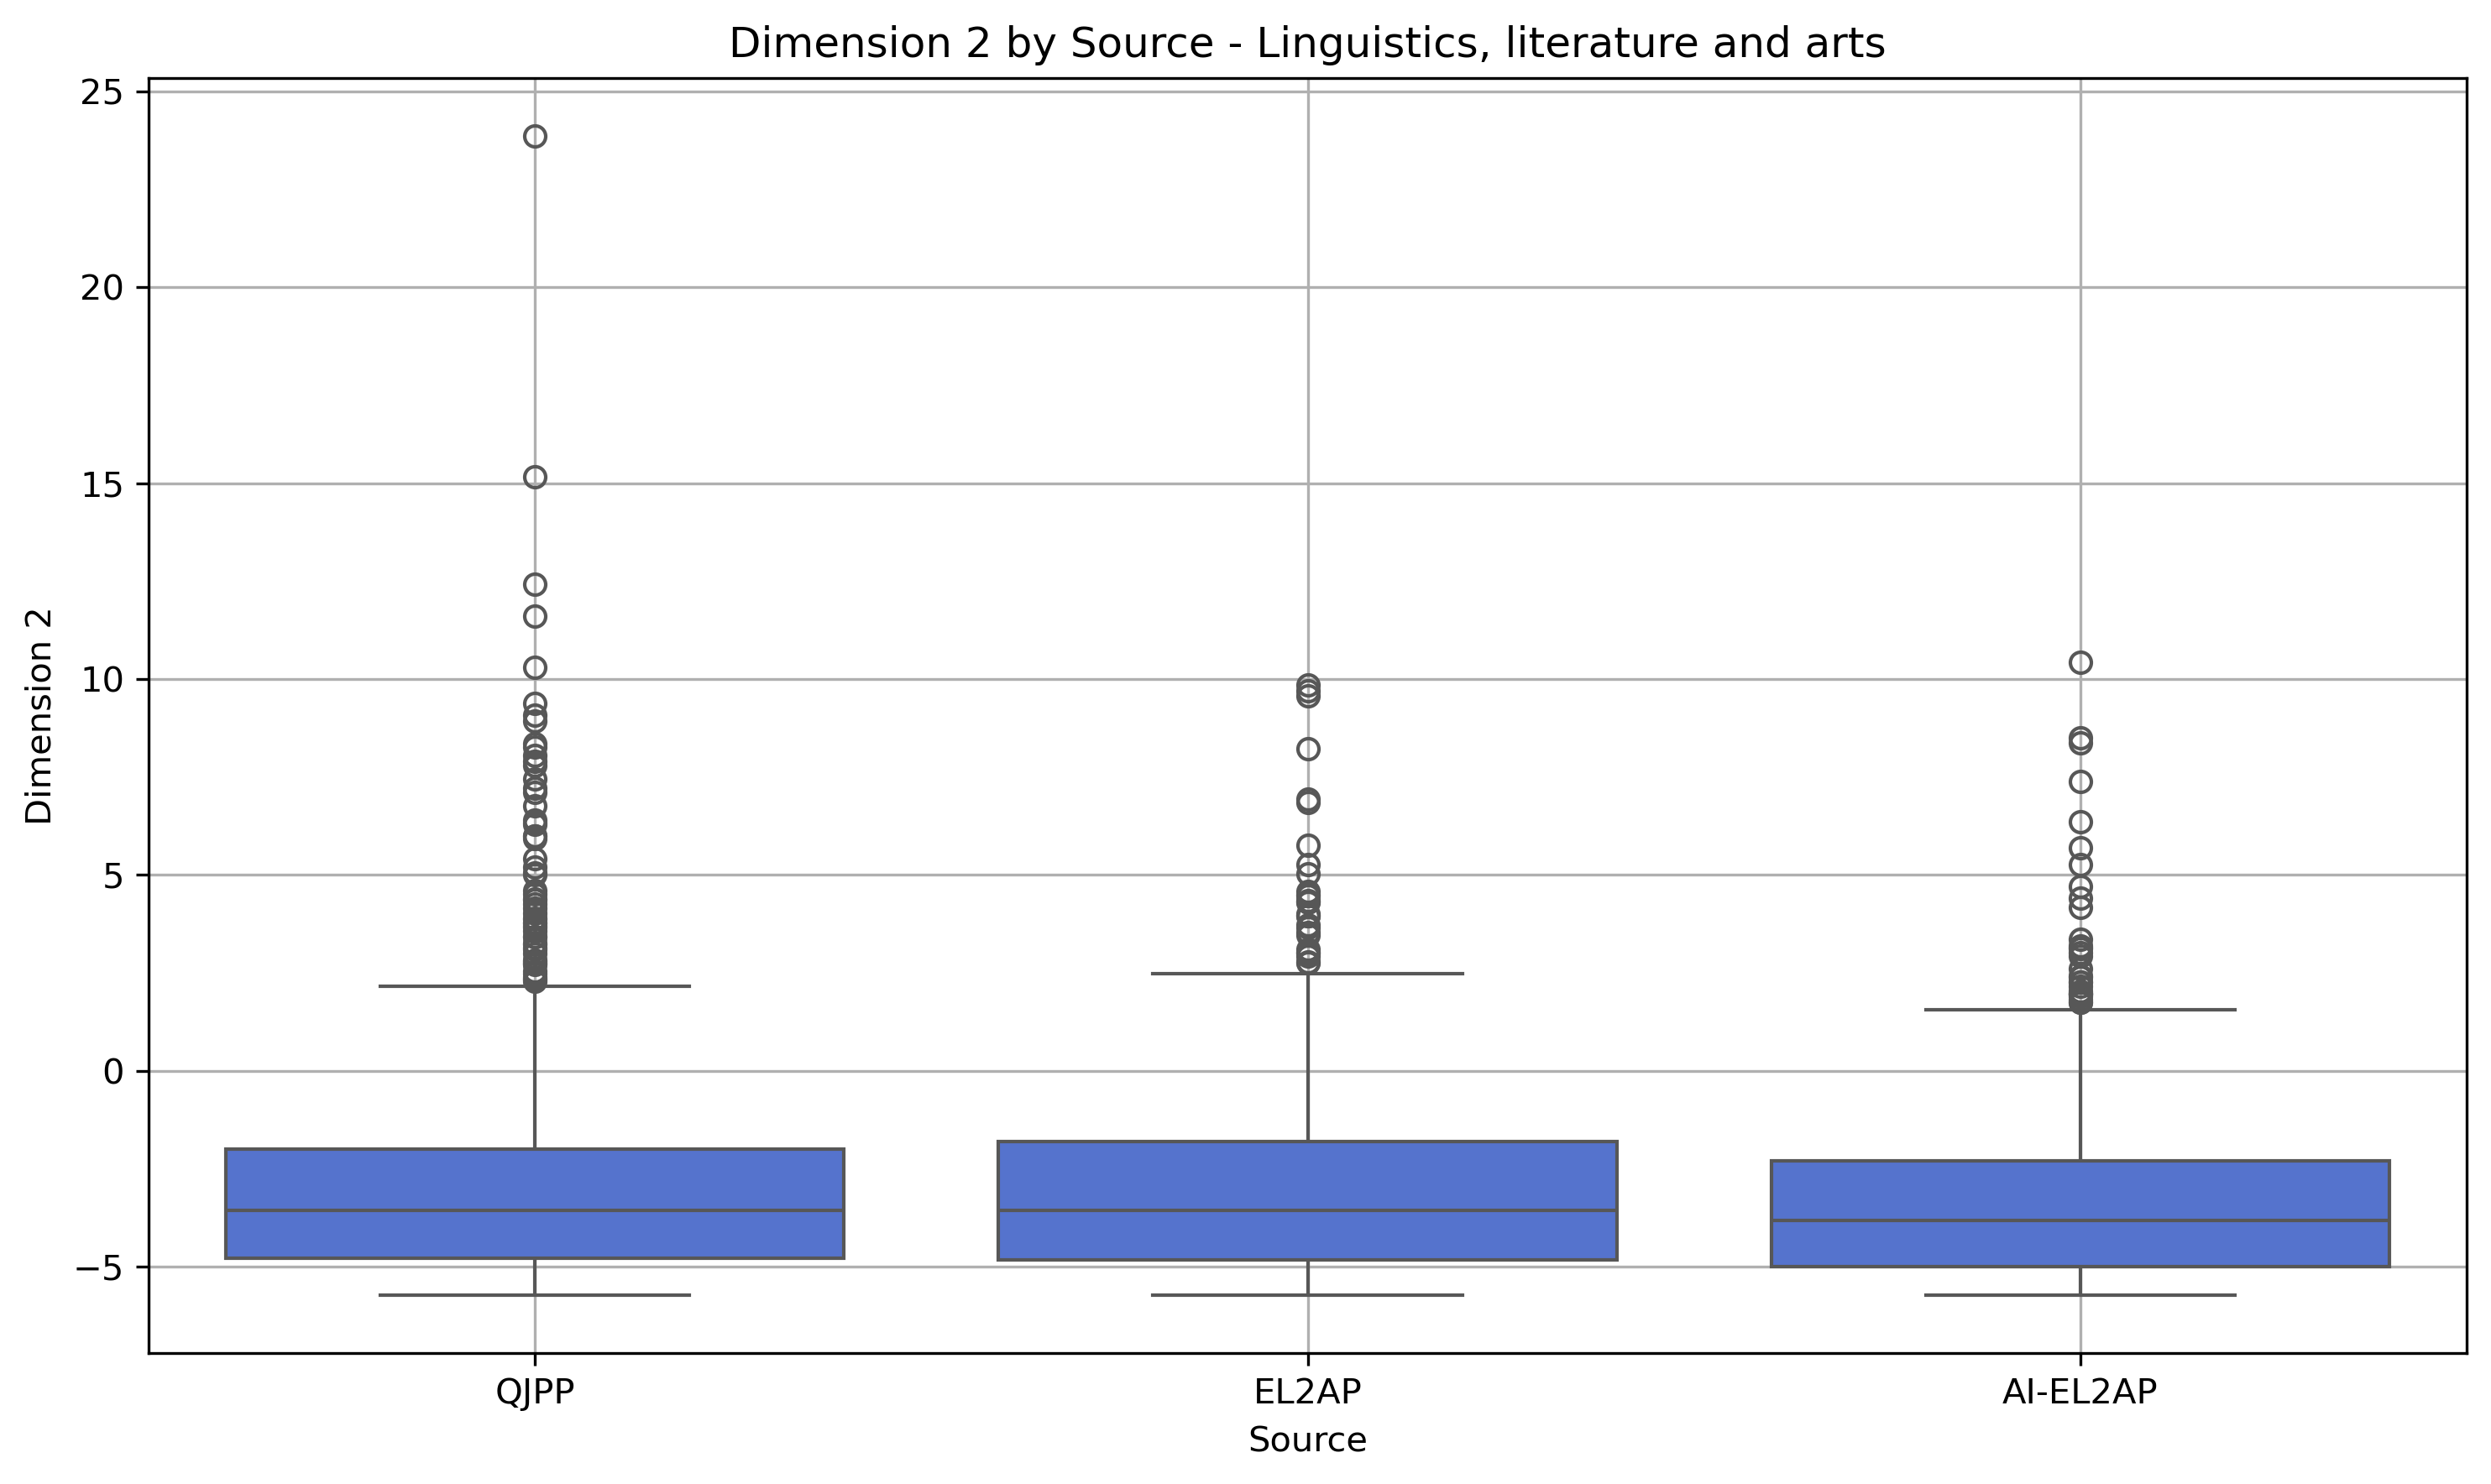 Dimension 2 by Source - Linguistics, literature and arts
25
20
15
10
5
0
−5
Dimension 2
QJPP
EL2AP
AI-EL2AP
Source